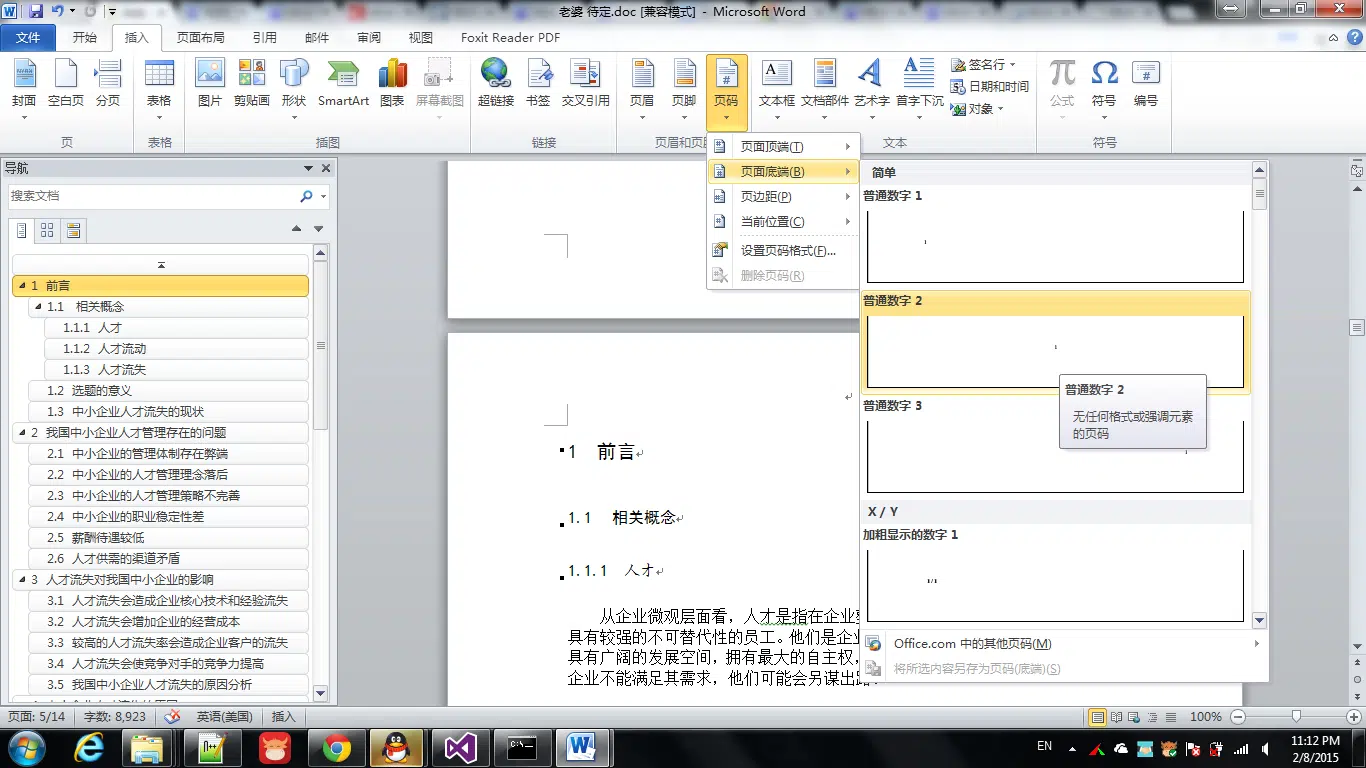 老婆 待定.doc [兼容模式] - Microsoft Word
文件 开始 插入 页面布局 引用 邮件 审阅 视图 Foxit Reader PDF
封面 空白页 分页 表格 图片 剪贴画 形状 SmartArt 图表 屏幕截图 超链接 书签 交叉引用 页眉 页脚 页码 文本框 文档部件 艺术字 首字下沉 签名行 日期和时间 对象 公式 符号 编号
页 表格 插图 链接 页眉和页 文本 符号
导航
搜索文档
1 前言
1.1 相关概念
1.1.1 人才
1.1.2 人才流动
1.1.3 人才流失
1.2 选题的意义
1.3 中小企业人才流失的现状
2 我国中小企业人才管理存在的问题
2.1 中小企业的管理体制存在弊端
2.2 中小企业的人才管理理念落后
2.3 中小企业的人才管理策略不完善
2.4 中小企业的职业稳定性差
2.5 薪酬待遇较低
2.6 人才供需的渠道矛盾
3 人才流失对我国中小企业的影响
3.1 人才流失会造成企业核心技术和经验流失
3.2 人才流失会增加企业的经营成本
3.3 较高的人才流失率会造成企业客户的流失
3.4 人才流失会使竞争对手的竞争力提高
3.5 我国中小企业人才流失的原因分析
页面顶端(T)
页面底端(B)
页边距(P)
当前位置(C)
设置页码格式(F)...
删除页码(R)
简单
普通数字 1
普通数字 2
普通数字 2
无任何格式或强调元素
的页码
普通数字 3
X / Y
加粗显示的数字 1
Office.com 中的其他页码(M)
将所选内容另存为页码(底端)(S)
1 前言
1.1 相关概念
1.1.1 人才
从企业微观层面看，人才是指在企业
具有较强的不可替代性的员工。他们是企业
具有广阔的发展空间，拥有最大的自主权，
企业不能满足其需求，他们可能会另谋出路
页面: 5/14 字数: 8,923 英语(美国) 插入 100%
EN 11:12 PM
2/8/2015